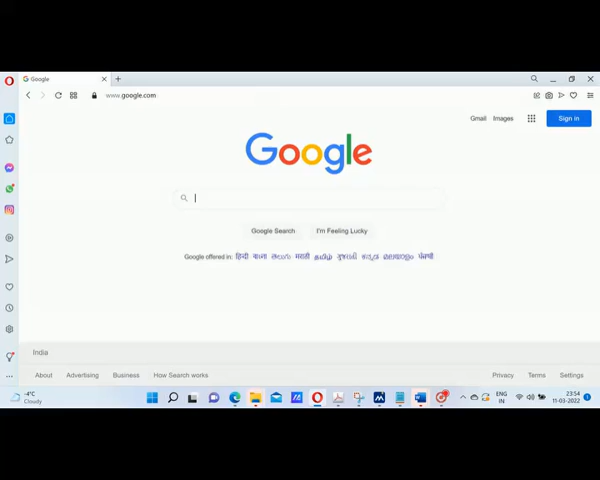 Google
www.google.com
Gmail Images Sign in
Google
Google Search I'm Feeling Lucky
Google offered in: हिन्दी বাংলা తెలుగు मराठी தமிழ் ગુજરાતી ಕನ್ನಡ മലയാളം ਪੰਜਾਬੀ
India
About Advertising Business How Search works Privacy Terms Settings
-4°C
Cloudy
ENG
IN
23:54
11-03-2022